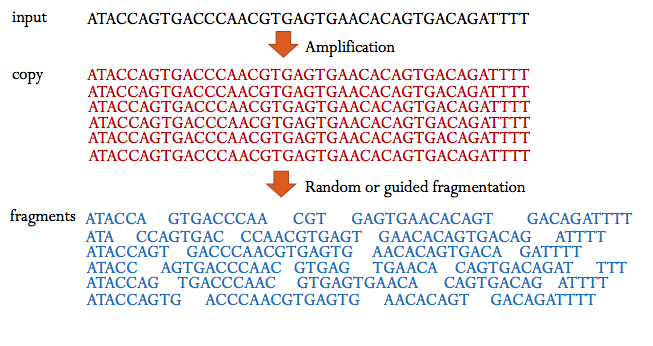 input ATACCAGTGACCCAACGTGAGTGAACACAGTGACAGATTTT
Amplification
copy ATACCAGTGACCCAACGTGAGTGAACACAGTGACAGATTTT
ATACCAGTGACCCAACGTGAGTGAACACAGTGACAGATTTT
ATACCAGTGACCCAACGTGAGTGAACACAGTGACAGATTTT
ATACCAGTGACCCAACGTGAGTGAACACAGTGACAGATTTT
ATACCAGTGACCCAACGTGAGTGAACACAGTGACAGATTTT
ATACCAGTGACCCAACGTGAGTGAACACAGTGACAGATTTT
Random or guided fragmentation
fragments ATACCA GTGACCCAA CGT GAGTGAACACAGT GACAGATTTT
ATA CCAGTGAC CCAACGTGAGT GAACACAGTGACAG ATTTT
ATACCAGT GACCCAACGTGAGTG AACACAGTGACA GATTTT
ATACC AGTGACCCAAC GTGAG TGAACA CAGTGACAGAT TTT
ATACCAG TGACCCAAC GTGAGTGAACA CAGTGACAG ATTTT
ATACCAGTG ACCCAACGTGAGTG AACACAGT GACAGATTTT